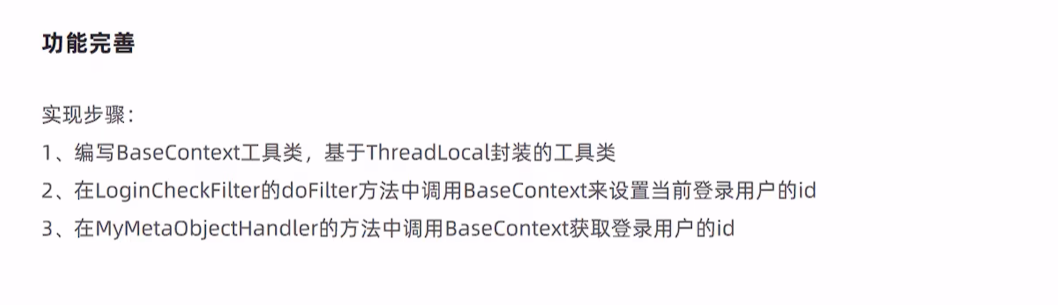 功能完善
实现步骤：
1、编写BaseContext工具类，基于ThreadLocal封装的工具类
2、在LoginCheckFilter的doFilter方法中调用BaseContext来设置当前登录用户的id
3、在MyMetaObjectHandler的方法中调用BaseContext获取登录用户的id